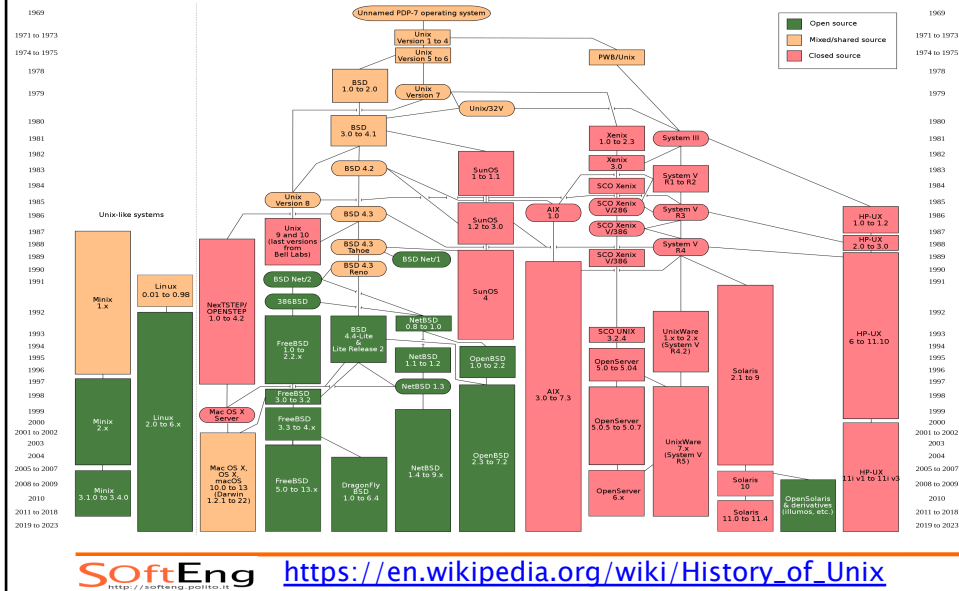 1969
Unnamed PDP-7 operating system
1969
Open source
Mixed/shared source
Closed source
1971 to 1973
Unix
Version 1 to 4
1971 to 1973
1974 to 1975
Unix
Version 5 to 6
PWB/Unix
1974 to 1975
1978
BSD
1.0 to 2.0
1978
1979
Unix
Version 7
Unix/32V
1979
1980
BSD
3.0 to 4.1
Xenix
1.0 to 2.3
1980
1981
System III
1981
1982
SunOS
1 to 1.1
Xenix
3.0
1982
1983
BSD 4.2
System V
R1 to R2
1983
1984
SCO Xenix
1984
1985
Unix
Version 8
SunOS
1.2 to 3.0
AIX
1.0
SCO Xenix
V/286
1985
Unix-like systems
1986
BSD 4.3
System V
R3
HP-UX
1.0 to 1.2
1986
1987
Unix
9 and 10
(last versions
from
Bell Labs)
SCO Xenix
V/386
1987
1988
BSD 4.3
Tahoe
System V
R4
HP-UX
2.0 to 3.0
1988
1989
BSD Net/1
SCO Xenix
V/386
1989
1990
BSD 4.3
Reno
1990
1991
BSD Net/2
1991
Minix
1.x
Linux
0.01 to 0.98
NexTSTEP/
OPENSTEP
1.0 to 4.2
386BSD
SunOS
4
1992
NetBSD
0.8 to 1.0
1992
1993
FreeBSD
1.0 to
2.2.x
BSD
4.4-Lite
&
Lite Release 2
SCO UNIX
3.2.4
UnixWare
1.x to 2.x
(System V
R4.2)
HP-UX
6 to 11.10
1993
1994
1994
1995
NetBSD
1.1 to 1.2
OpenBSD
1.0 to 2.2
OpenServer
5.0 to 5.04
1995
1996
Solaris
2.1 to 9
1996
1997
NetBSD 1.3
AIX
3.0 to 7.3
1997
1998
FreeBSD
3.0 to 3.2
1998
1999
Mac OS X
Server
1999
2000
Minix
2.x
Linux
2.0 to 6.x
FreeBSD
3.3 to 4.x
OpenServer
5.0.5 to 5.0.7
2000
2001 to 2002
2001 to 2002
2003
UnixWare
7.x
(System V
R5)
2003
2004
OpenBSD
2.3 to 7.2
2004
2005 to 2007
Mac OS X,
OS X,
macOS
10.0 to 13
(Darwin
1.2.1 to 22)
NetBSD
1.4 to 9.x
HP-UX
11i v1 to 11i v3
2005 to 2007
2008 to 2009
Minix
3.1.0 to 3.4.0
FreeBSD
5.0 to 13.x
DragonFly
BSD
1.0 to 6.4
OpenServer
6.x
Solaris
10
2008 to 2009
2010
OpenSolaris
& derivatives
(illumos, etc.)
2010
2011 to 2018
Solaris
11.0 to 11.4
2011 to 2018
2019 to 2023
2019 to 2023
SOftEng
http://softeng.polito.it
https://en.wikipedia.org/wiki/History_of_Unix